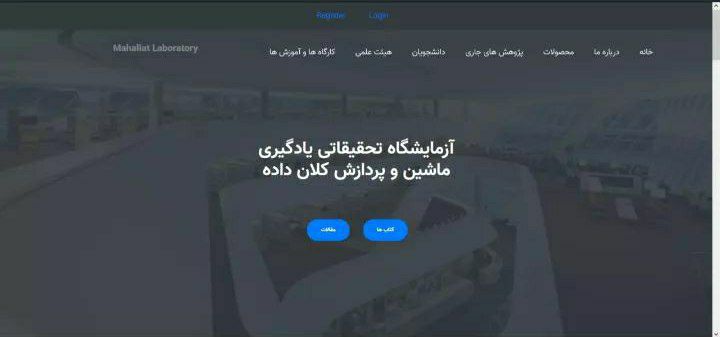 Register Login
Mahallat Laboratory
خانه درباره ما محصولات پژوهش های جاری دانشجویان هیئت علمی کارگاه ها و آموزش ها
آزمایشگاه تحقیقاتی یادگیری
ماشین و پردازش کلان داده
کتاب ها مقالات